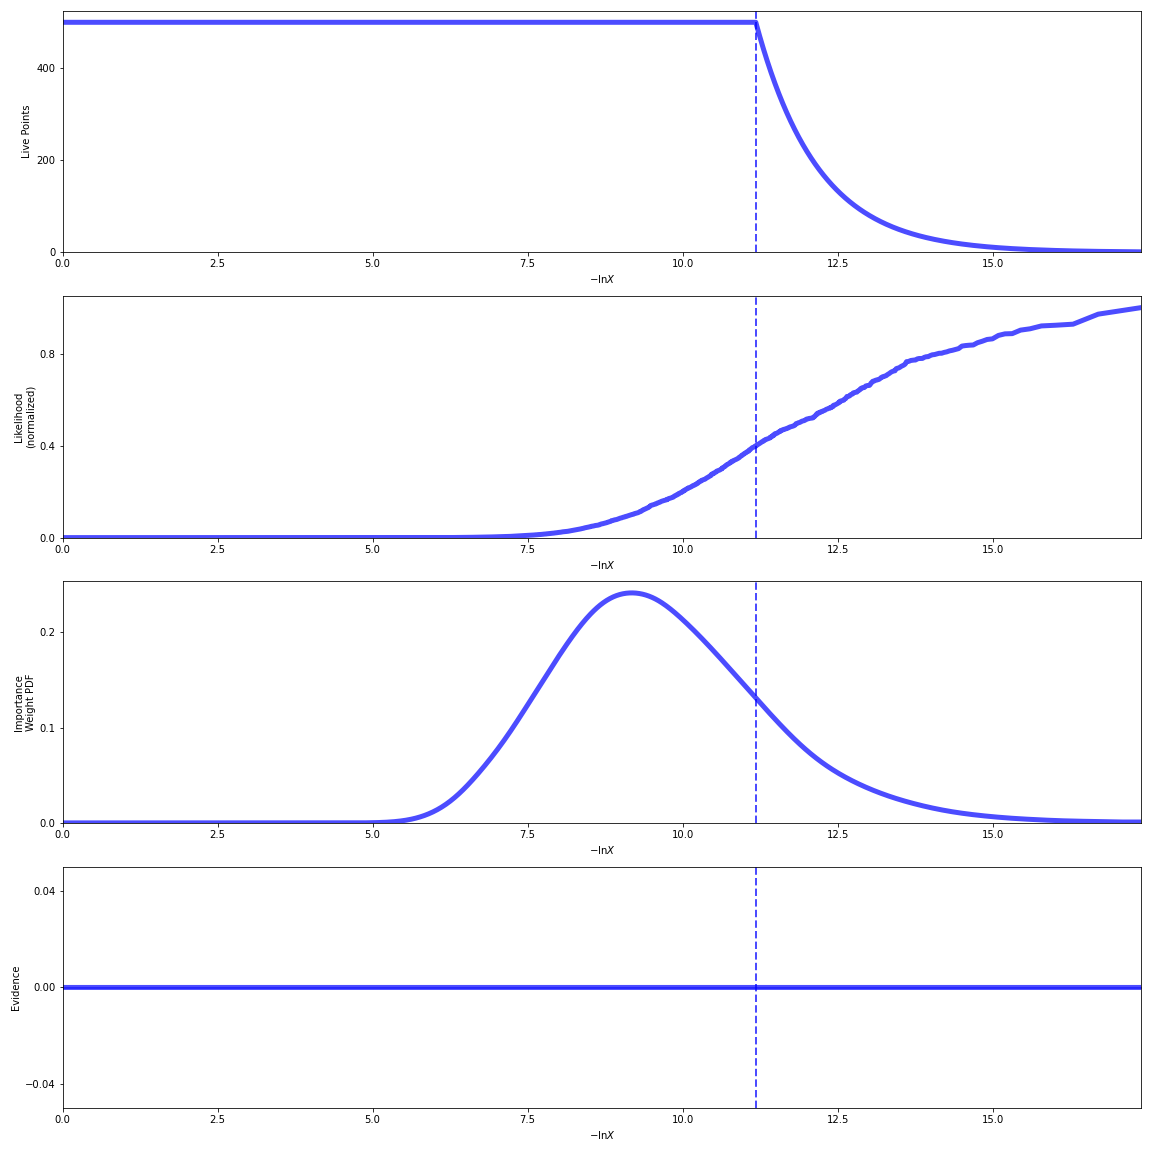 400
200
0
Live Points
0.0 2.5 5.0 7.5 10.0 12.5 15.0
−lnX
0.8
0.4
0.0
Likelihood
(normalized)
0.0 2.5 5.0 7.5 10.0 12.5 15.0
−lnX
0.2
0.1
0.0
Importance
Weight PDF
0.0 2.5 5.0 7.5 10.0 12.5 15.0
−lnX
0.04
0.00
−0.04
Evidence
0.0 2.5 5.0 7.5 10.0 12.5 15.0
−lnX